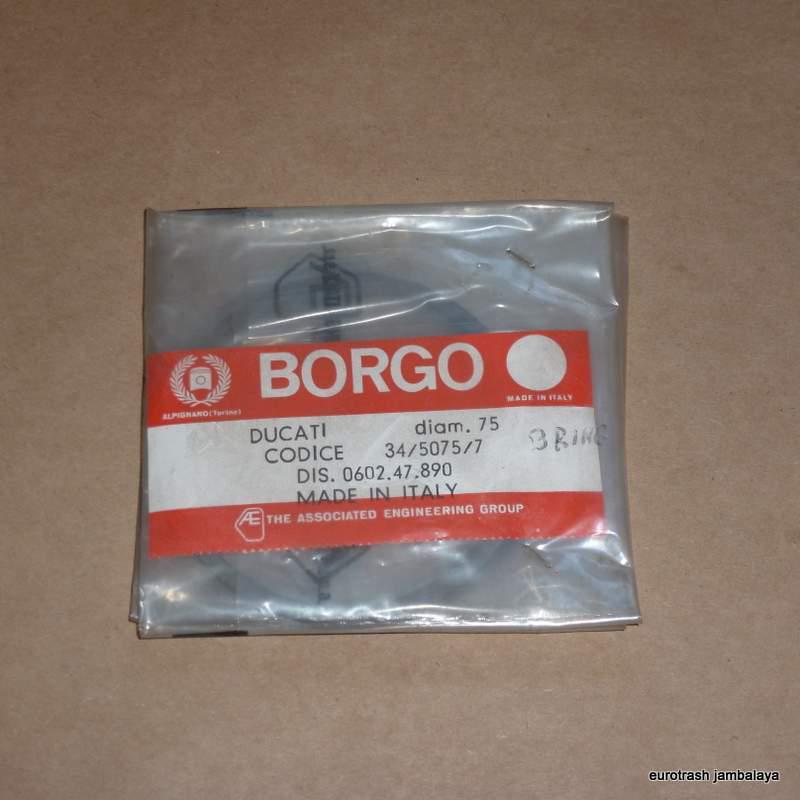 BORGO
ALPIGNANO (Torino)
MADE IN ITALY
DUCATI diam. 75
CODICE 34/5075/7
DIS. 0602.47.890
MADE IN ITALY
3 RING
AE THE ASSOCIATED ENGINEERING GROUP
eurotrash jambalaya